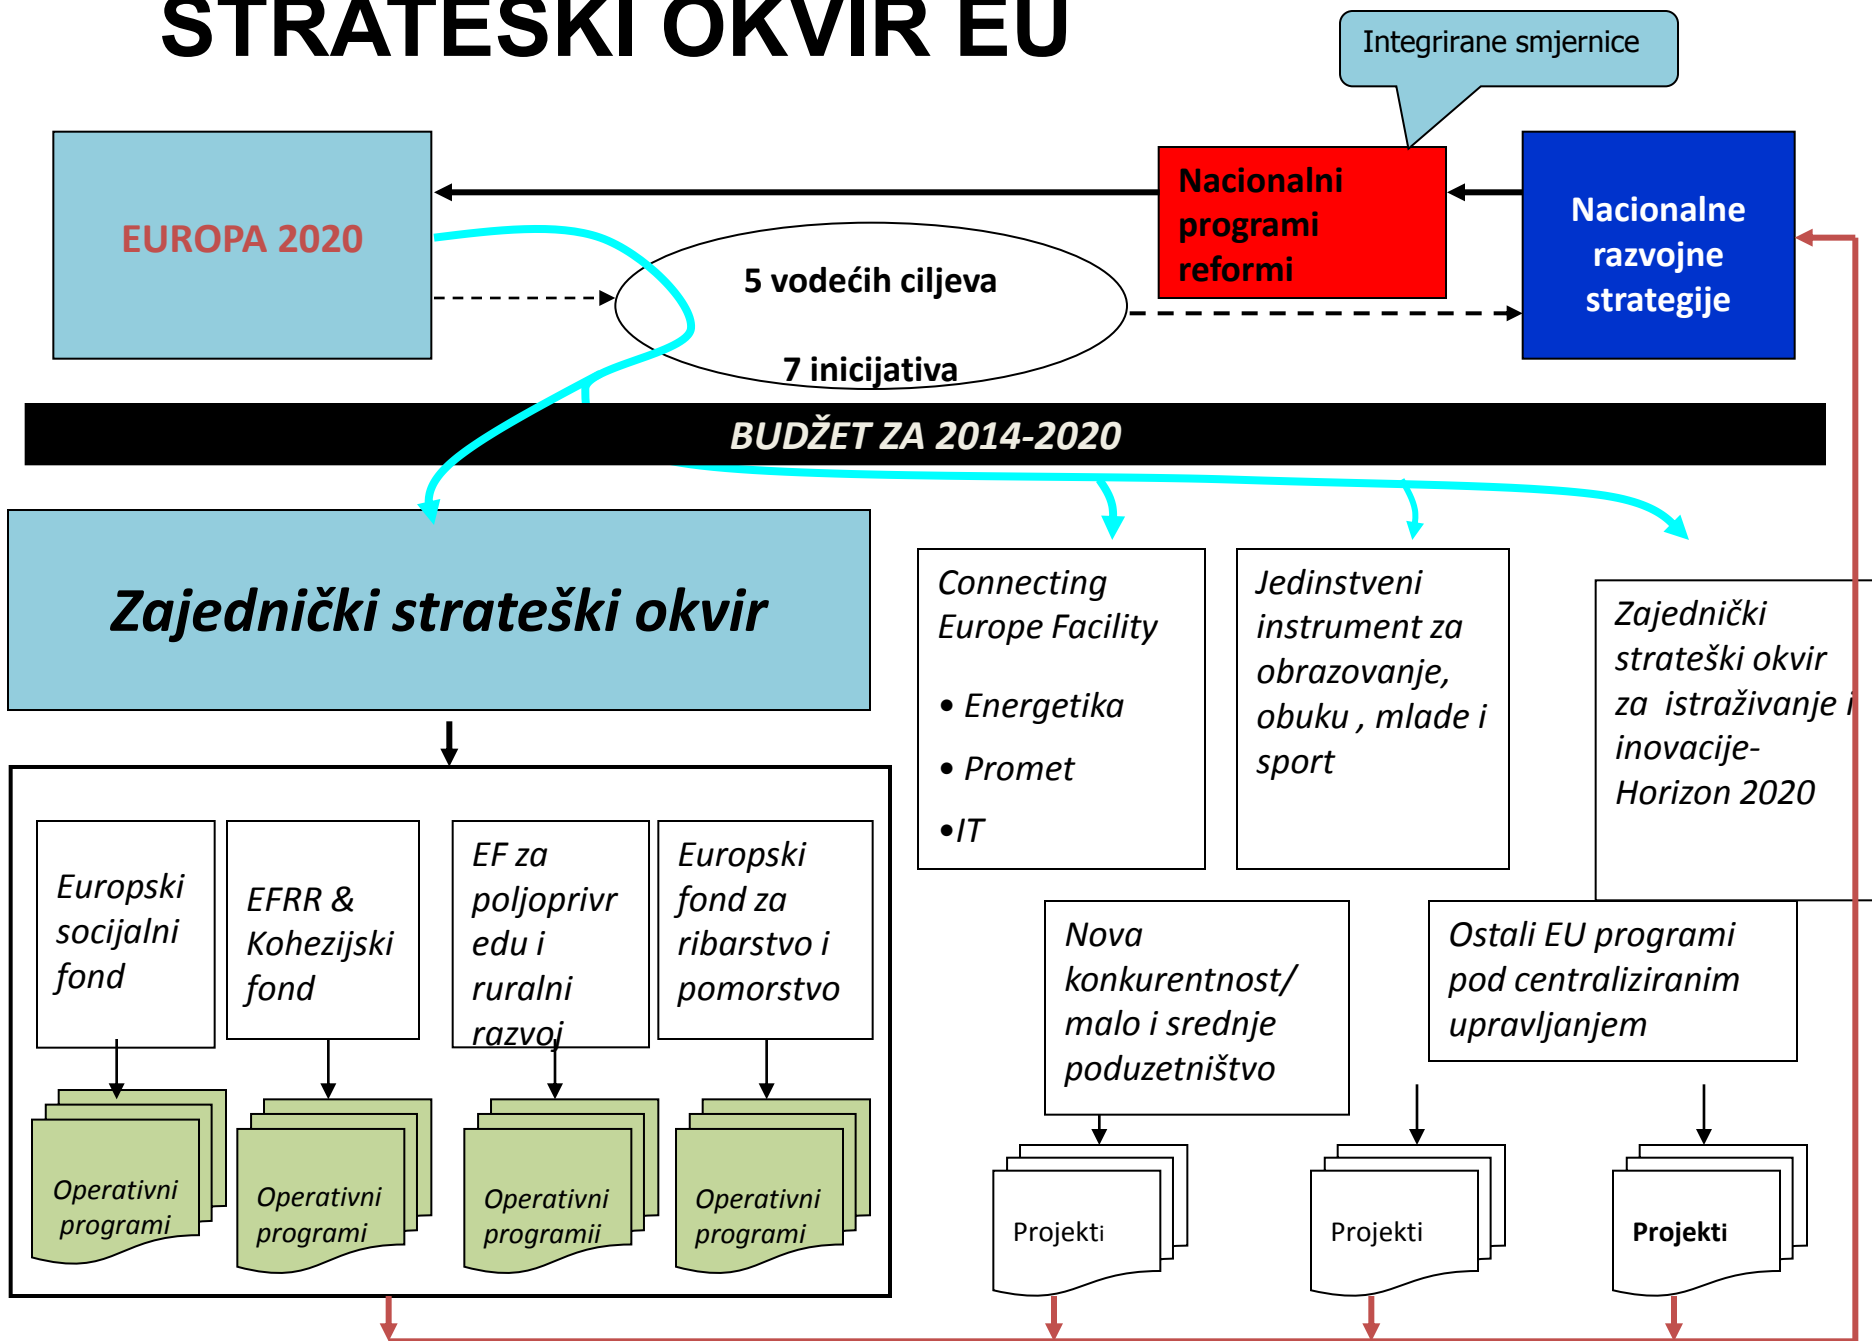 STRATEŠKI OKVIR EU
Integrirane smjernice
EUROPA 2020
5 vodećih ciljeva
7 inicijativa
Nacionalni
programi
reformi
Nacionalne
razvojne
strategije
BUDŽET ZA 2014-2020
Zajednički strateški okvir
Connecting
Europe Facility
• Energetika
• Promet
•IT
Jedinstveni
instrument za
obrazovanje,
obuku , mlade i
sport
Zajednički
strateški okvir
za istraživanje i
inovacije-
Horizon 2020
Europski
socijalni
fond
EFRR &
Kohezijski
fond
EF za
poljoprivr
edu i
ruralni
razvoj
Europski
fond za
ribarstvo i
pomorstvo
Nova
konkurentnost/
malo i srednje
poduzetništvo
Ostali EU programi
pod centraliziranim
upravljanjem
Operativni
programi
Operativni
programi
Operativni
programii
Operativni
programi
Projekti
Projekti
Projekti